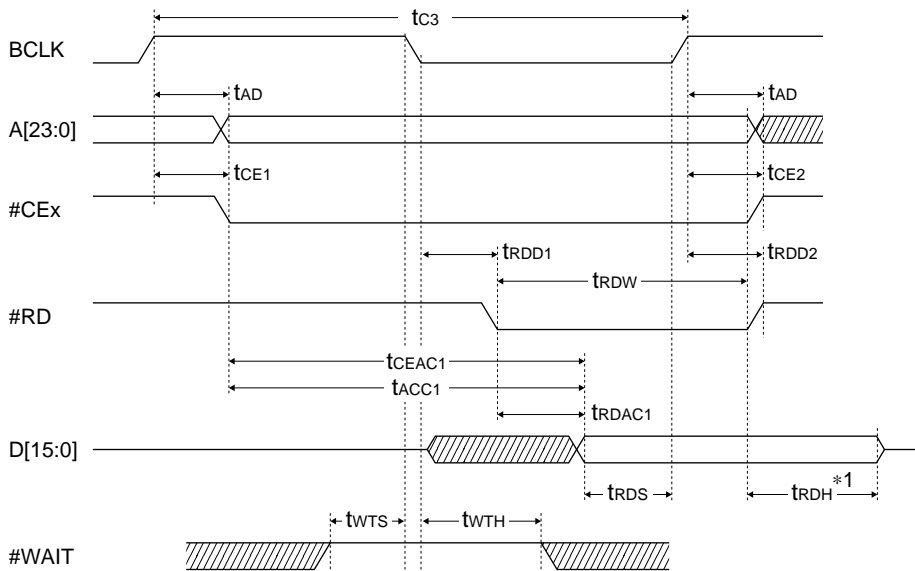 tC3
BCLK
tAD tAD
A[23:0]
tCE1 tCE2
#CEx
tRDD1 tRDD2
tRDW
#RD
tCEAC1
tACC1
tRDAC1
D[15:0]
tRDS tRDH*1
tWTS tWTH
#WAIT